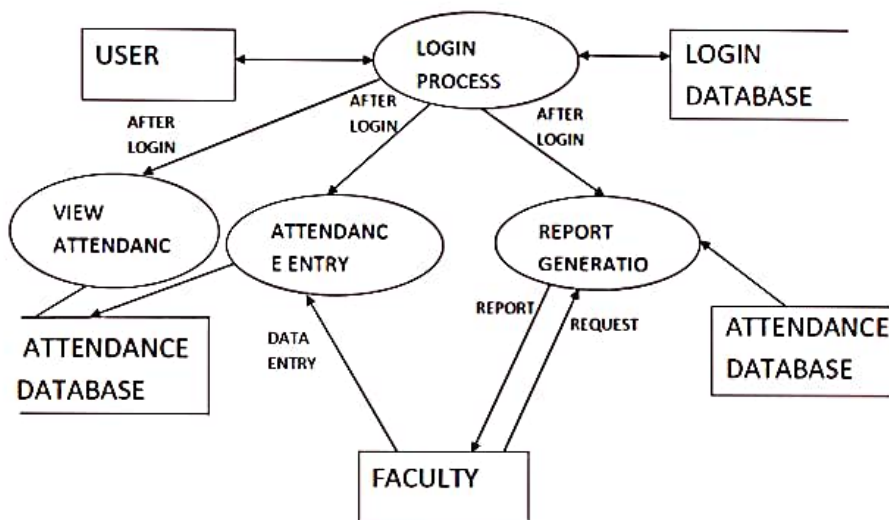 USER
LOGIN
PROCESS
LOGIN
DATABASE
AFTER
LOGIN
AFTER
LOGIN
AFTER
LOGIN
VIEW
ATTENDANC
ATTENDANC
E ENTRY
REPORT
GENERATIO
ATTENDANCE
DATABASE
DATA
ENTRY
REPORT
REQUEST
ATTENDANCE
DATABASE
FACULTY